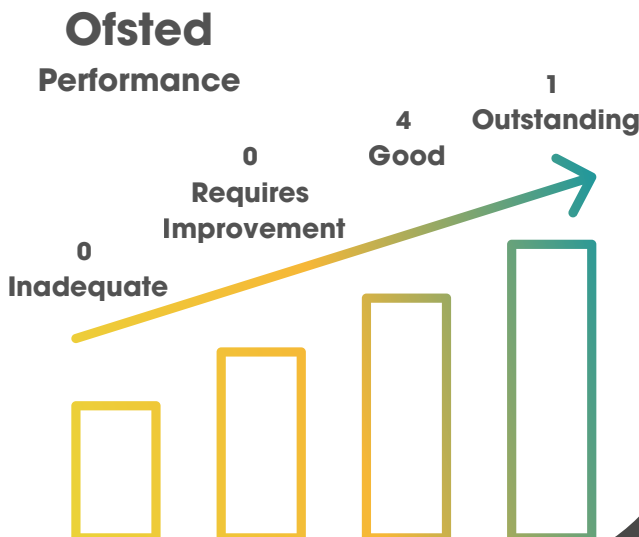 Ofsted
Performance
0
Inadequate
0
Requires
Improvement
4
Good
1
Outstanding